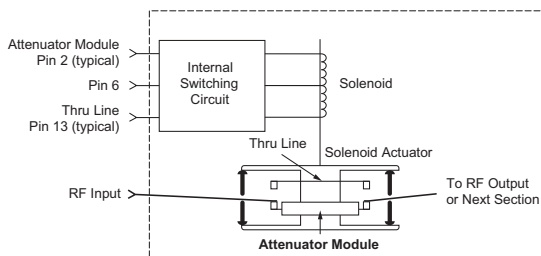 Attenuator Module
Pin 2 (typical)
Pin 6
Thru Line
Pin 13 (typical)
Internal
Switching
Circuit
Solenoid
Thru Line
Solenoid Actuator
RF Input
To RF Output
or Next Section
Attenuator Module